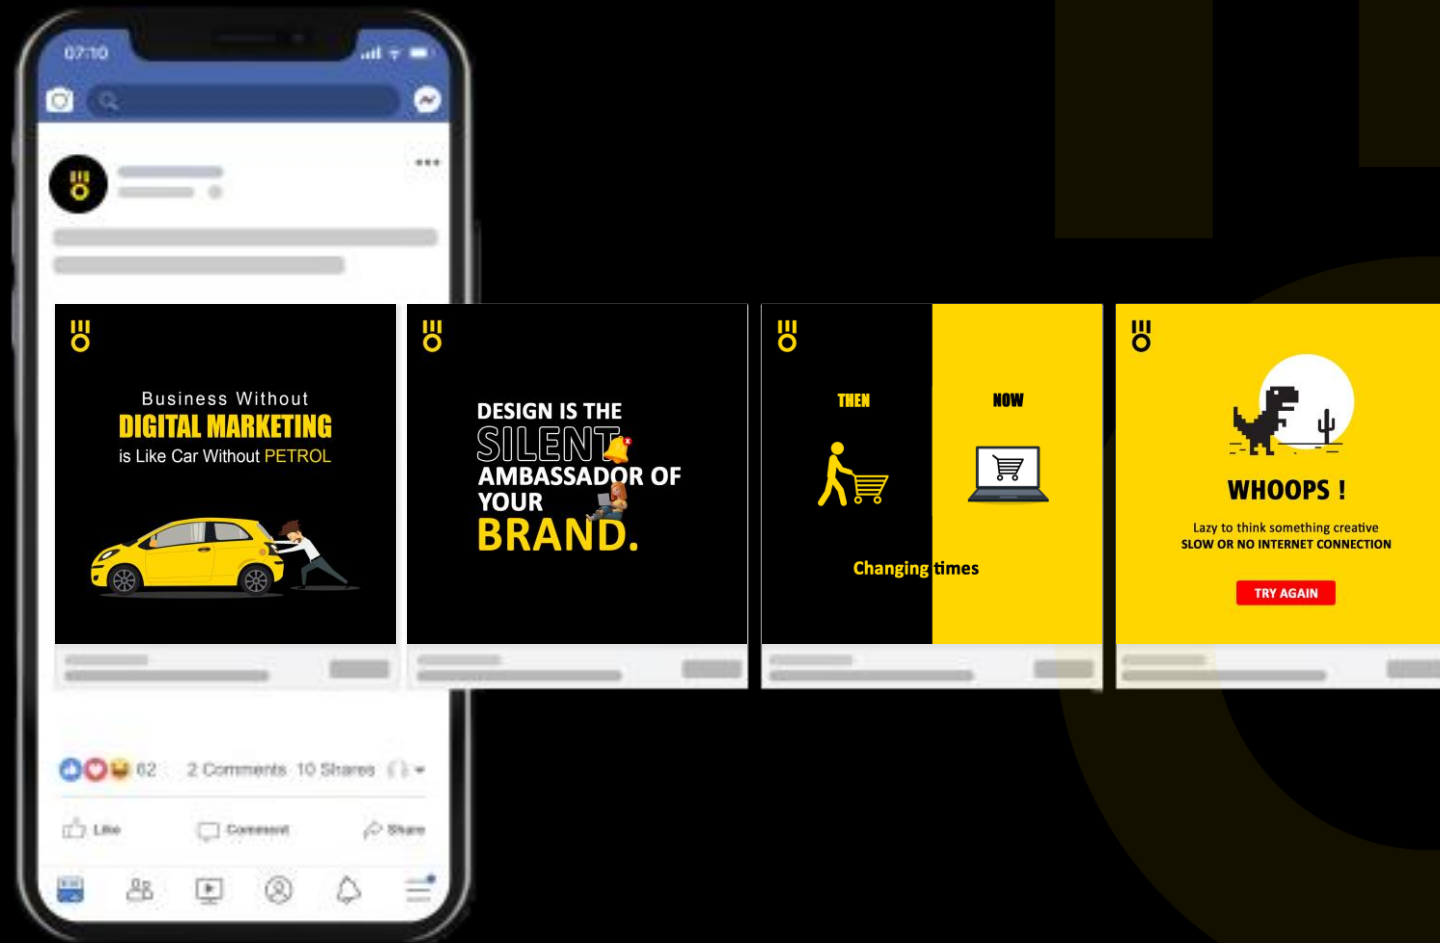 07:10
Business Without
DIGITAL MARKETING
is Like Car Without PETROL
DESIGN IS THE
SILENT
AMBASSADOR OF
YOUR
BRAND.
THEN
NOW
Changing times
WHOOPS !
Lazy to think something creative
SLOW OR NO INTERNET CONNECTION
TRY AGAIN
62 2 Comments 10 Shares
Like Comment Share